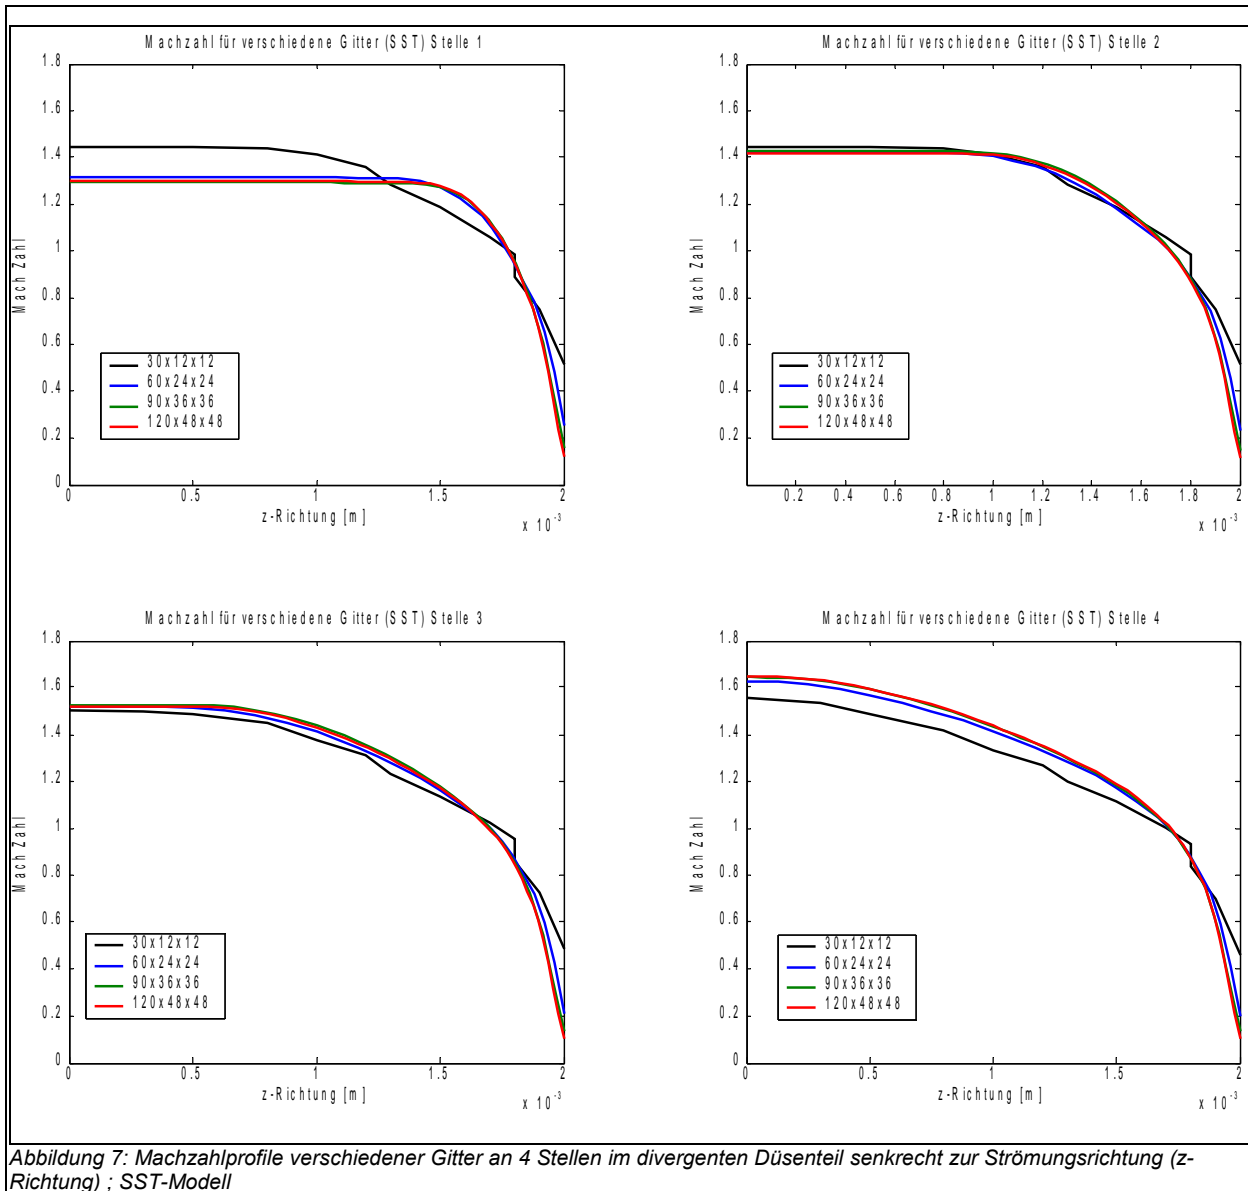 Machzahl für verschiedene Gitter (SST) Stelle 1
1.8
1.6
1.4
1.2
1
0.8
0.6
0.4
0.2
0
Mach Zahl
30x12x12
60x24x24
90x36x36
120x48x48
0 0.5 1 1.5 2
z-Richtung [m]
x 10-3
Machzahl für verschiedene Gitter (SST) Stelle 2
1.8
1.6
1.4
1.2
1
0.8
0.6
0.4
0.2
Mach Zahl
30x12x12
60x24x24
90x36x36
120x48x48
0.2 0.4 0.6 0.8 1 1.2 1.4 1.6 1.8 2
z-Richtung [m]
x 10-3
Machzahl für verschiedene Gitter (SST) Stelle 3
1.8
1.6
1.4
1.2
1
0.8
0.6
0.4
0.2
0
Mach Zahl
30x12x12
60x24x24
90x36x36
120x48x48
0 0.5 1 1.5 2
z-Richtung [m]
x 10-3
Machzahl für verschiedene Gitter (SST) Stelle 4
1.8
1.6
1.4
1.2
1
0.8
0.6
0.4
0.2
0
Mach Zahl
30x12x12
60x24x24
90x36x36
120x48x48
0 0.5 1 1.5 2
z-Richtung [m]
x 10-3
Abbildung 7: Machzahlprofile verschiedener Gitter an 4 Stellen im divergenten Düsenteil senkrecht zur Strömungsrichtung (z-
Richtung) ; SST-Modell